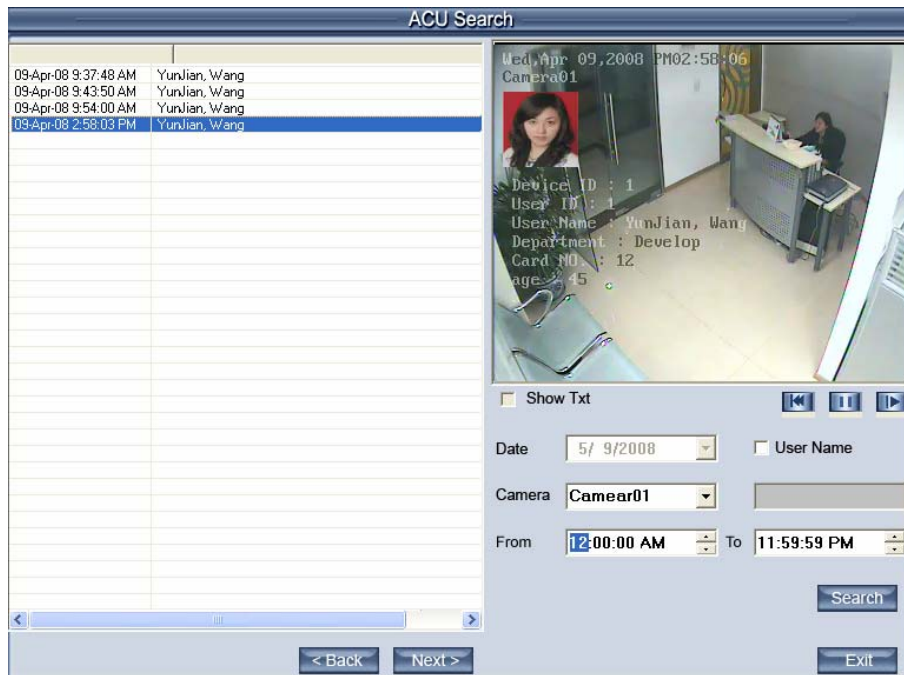 ACU Search
09-Apr-08 9:37:48 AM YunJian, Wang
09-Apr-08 9:43:50 AM YunJian, Wang
09-Apr-08 9:54:00 AM YunJian, Wang
09-Apr-08 2:58:03 PM YunJian, Wang
Wed,Apr 09,2008 PM02:58:06
Camera01
Device ID : 1
User ID : 1
User Name : YunJian, Wang
Department : Develop
Card NO. : 12
age : 45
Show Txt
Date 5/ 9/2008 User Name
Camera Camear01
From 12:00:00 AM To 11:59:59 PM
Search
< Back Next > Exit